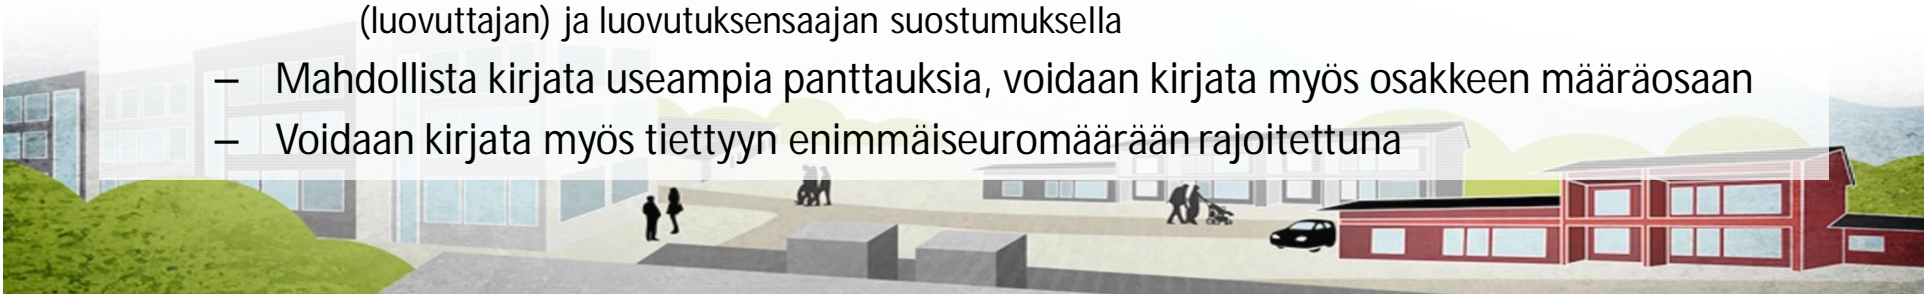 (luovuttajan) ja luovutuksensaajan suostumuksella
– Mahdollista kirjata useampia panttauksia, voidaan kirjata myös osakkeen määräosaan
– Voidaan kirjata myös tiettyyn enimmäiseuromäärään rajoitettuna